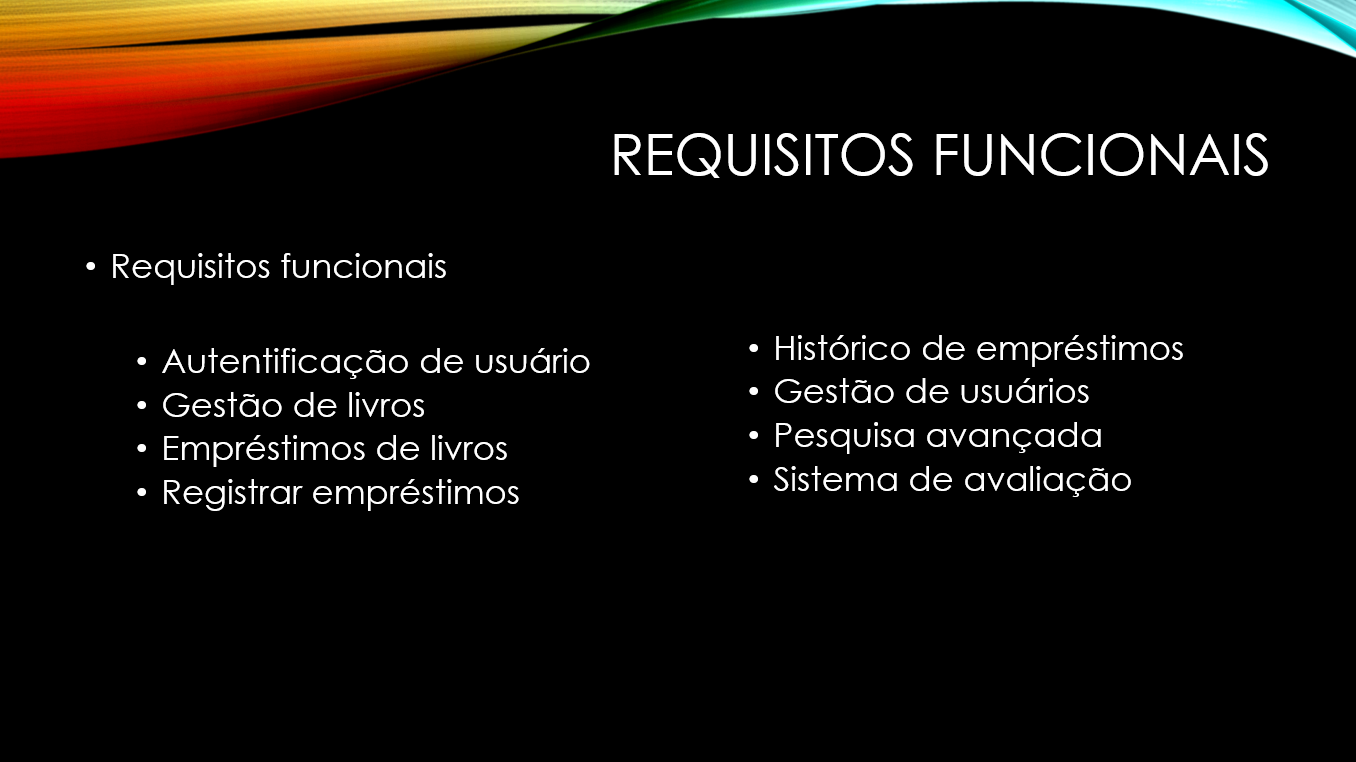 REQUISITOS FUNCIONAIS
• Requisitos funcionais
• Autentificação de usuário
• Gestão de livros
• Empréstimos de livros
• Registrar empréstimos
• Histórico de empréstimos
• Gestão de usuários
• Pesquisa avançada
• Sistema de avaliação